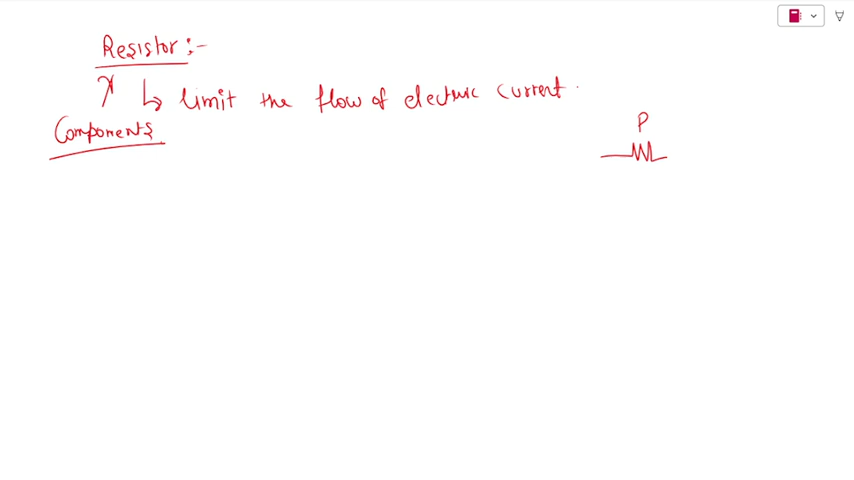 Resistor :-
↳ limit the flow of electric current.
Components
P